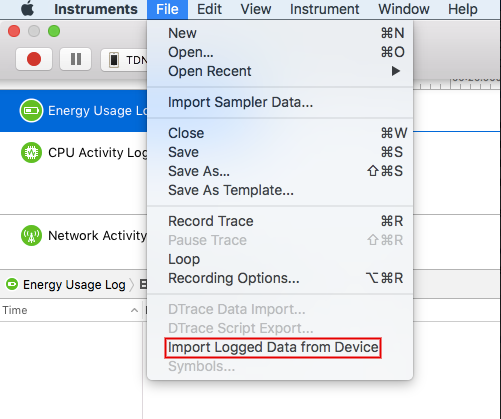 Instruments File Edit View Instrument Window Help
TDN
New ⌘N
Open... ⌘O
Open Recent
Import Sampler Data...
Energy Usage Lo
Close ⌘W
CPU Activity Log
Save ⌘S
Save As... ⇧⌘S
Save As Template...
Record Trace ⌘R
Network Activity
Pause Trace ⇧⌘R
Loop
Recording Options... ⌥⌘R
Energy Usage Log
DTrace Data Import...
Time
DTrace Script Export...
Import Logged Data from Device
Symbols...